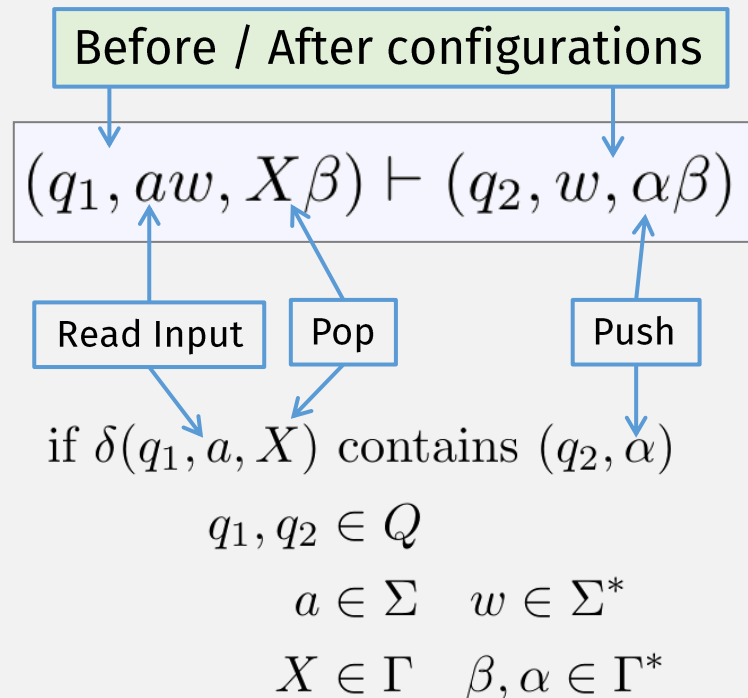 Before / After configurations
(q₁, aw, Xβ) ⊢ (q₂, w, αβ)
Read Input
Pop
Push
if δ(q₁, a, X) contains (q₂, α)
q₁, q₂ ∈ Q
a ∈ Σ w ∈ Σ*
X ∈ Γ β, α ∈ Γ*